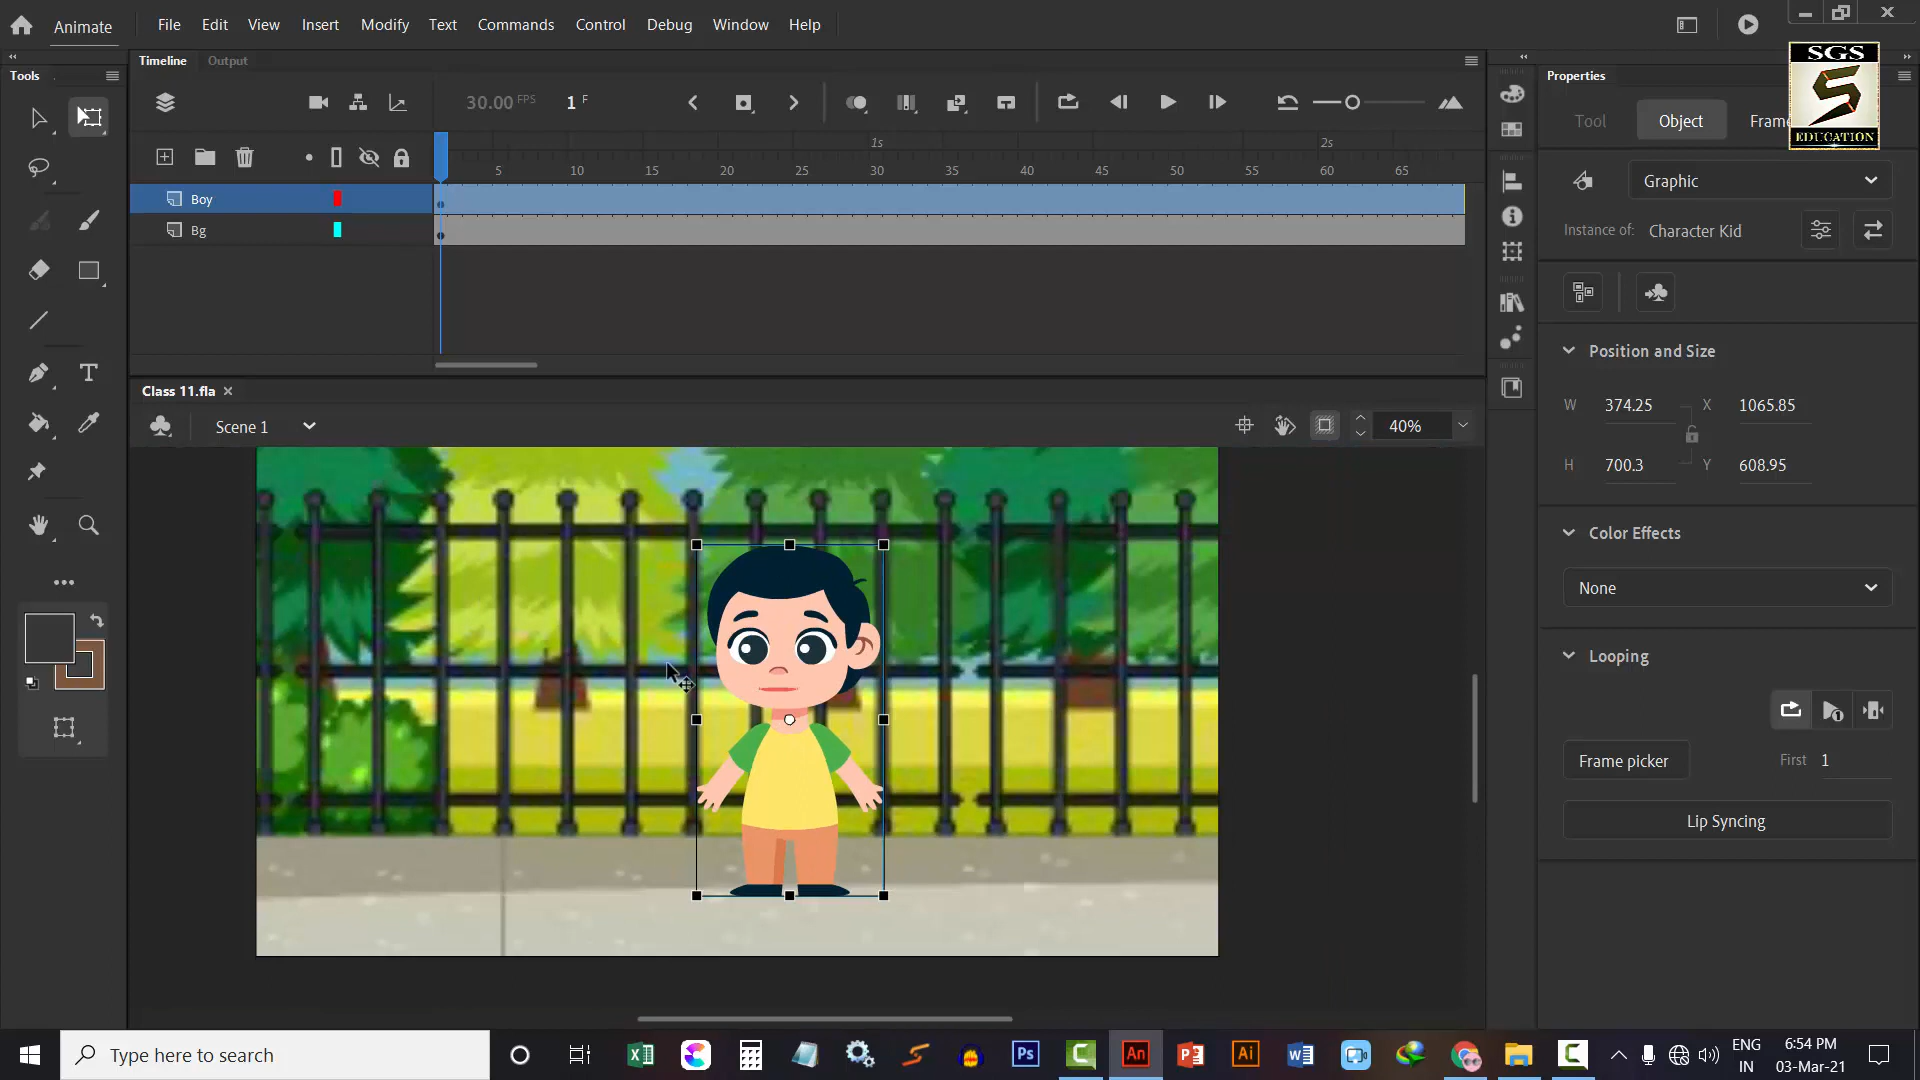 Animate
File Edit View Insert Modify Text Commands Control Debug Window Help
SGS
EDUCATION
Tools
Timeline Output
30.00 FPS 1 F
1s 2s
5 10 15 20 25 30 35 40 45 50 55 60 65
Boy
Bg
Class 11.fla
Scene 1
40%
Properties
Tool Object Fram
Graphic
Instance of: Character Kid
Position and Size
W 374.25 X 1065.85
H 700.3 Y 608.95
Color Effects
None
Looping
Frame picker First 1
Lip Syncing
Type here to search
Ps
An
Ai
ENG
IN
6:54 PM
03-Mar-21